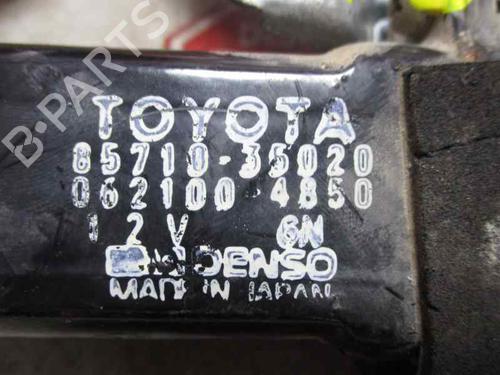 B-PARTS
TOYOTA
85710-35020
062100-4850
12V 6N
DENSO
MADE IN JAPAN